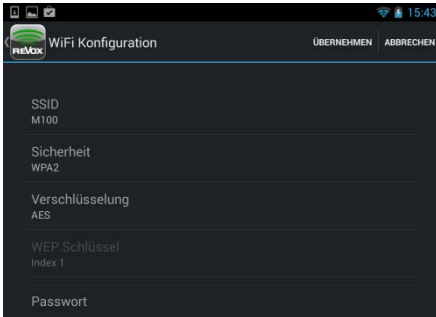 15:43
REVOX WiFi Konfiguration ÜBERNEHMEN ABBRECHEN
SSID
M100
Sicherheit
WPA2
Verschlüsselung
AES
WEP Schlüssel
Index 1
Passwort